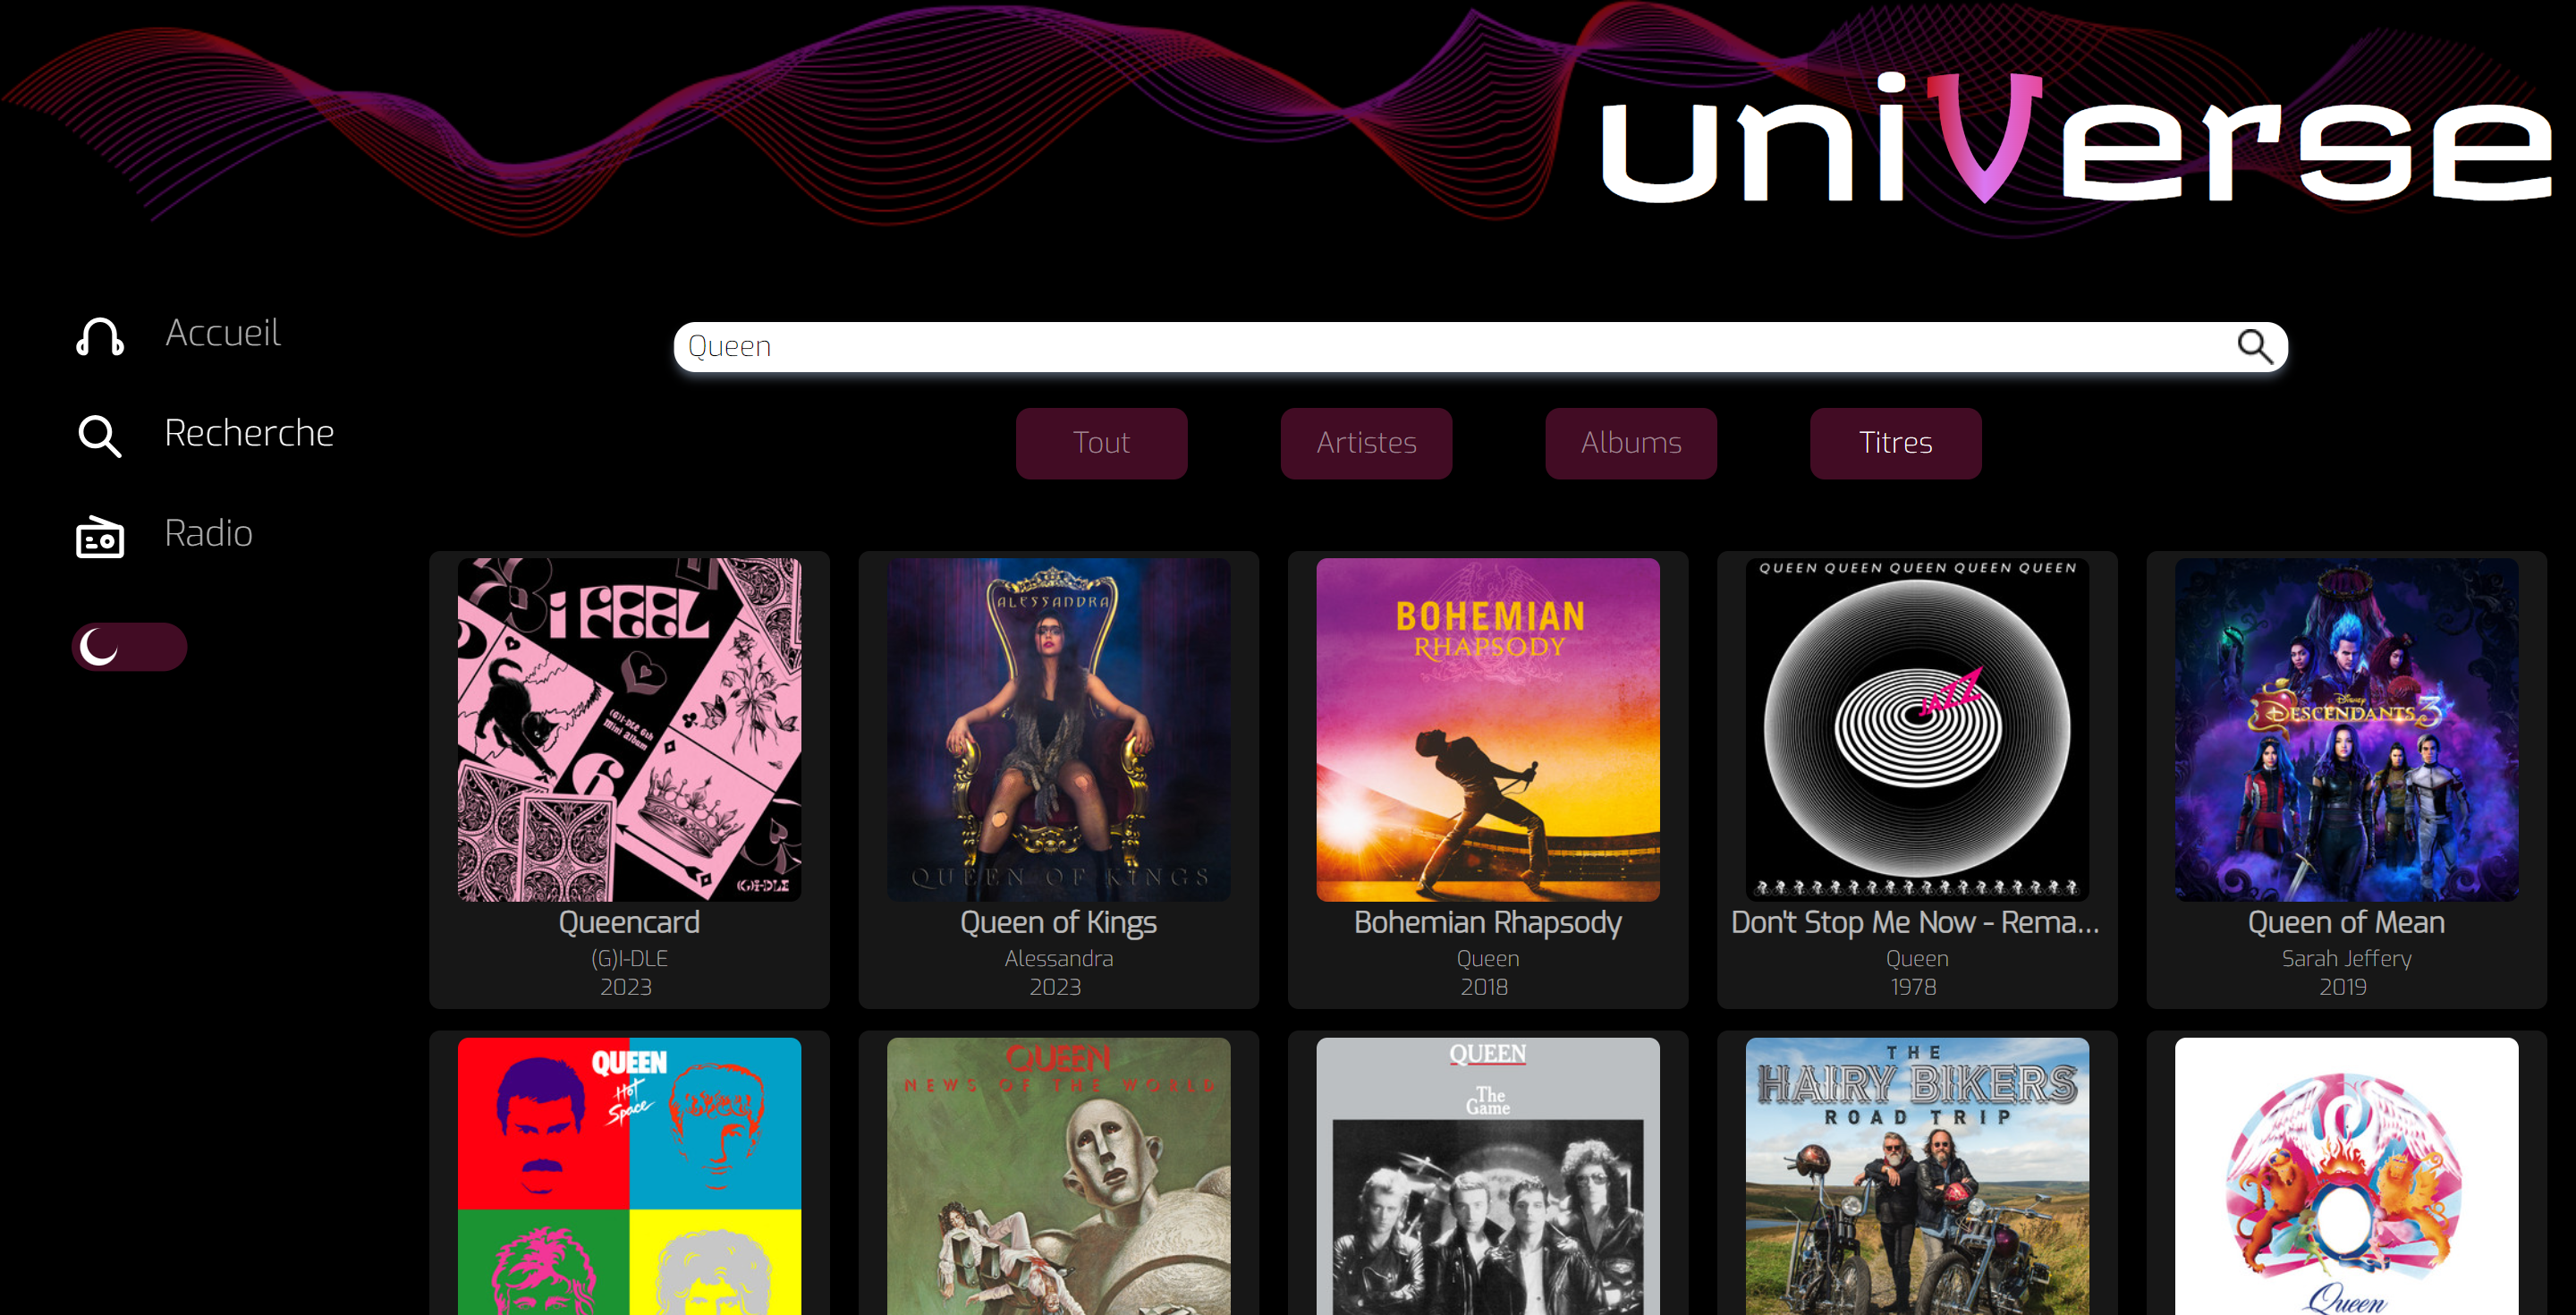 uniVerse
Accueil
Recherche
Radio
Queen
Tout
Artistes
Albums
Titres
i FEEL
(G)I-DLE 6th
Mini Album
6
(G)I-DLE
Queencard
(G)I-DLE
2023
ALESSANDRA
QUEEN OF KINGS
Queen of Kings
Alessandra
2023
BOHEMIAN
RHAPSODY
Bohemian Rhapsody
Queen
2018
QUEEN QUEEN QUEEN QUEEN QUEEN
JAZZ
Don't Stop Me Now - Rema...
Queen
1978
Disney
DESCENDANTS 3
Queen of Mean
Sarah Jeffery
2019
QUEEN
Hot
Space
QUEEN
NEWS OF THE WORLD
QUEEN
The
Game
THE
HAIRY BIKERS
ROAD TRIP
Queen